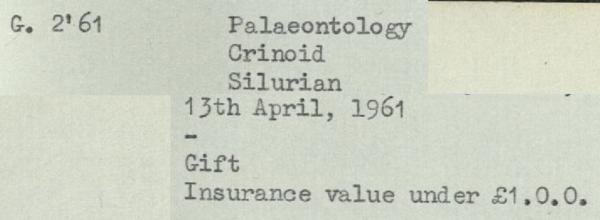 G. 2'61 Palaeontology
Crinoid
Silurian
13th April, 1961
-
Gift
Insurance value under £1.0.0.